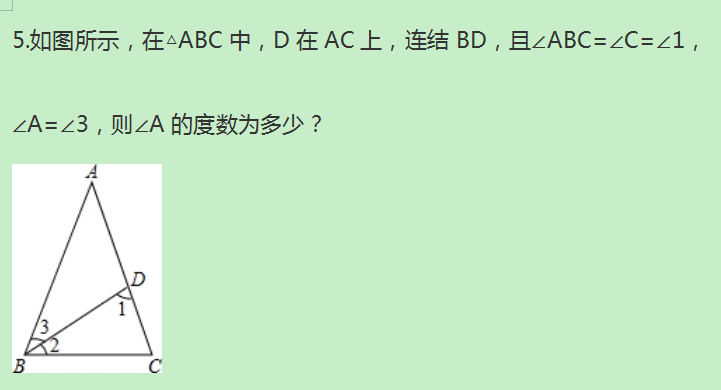 5.如图所示，在△ABC 中，D 在 AC 上，连结 BD，且∠ABC=∠C=∠1，
∠A=∠3，则∠A 的度数为多少？
A
D
1
3
2
B
C